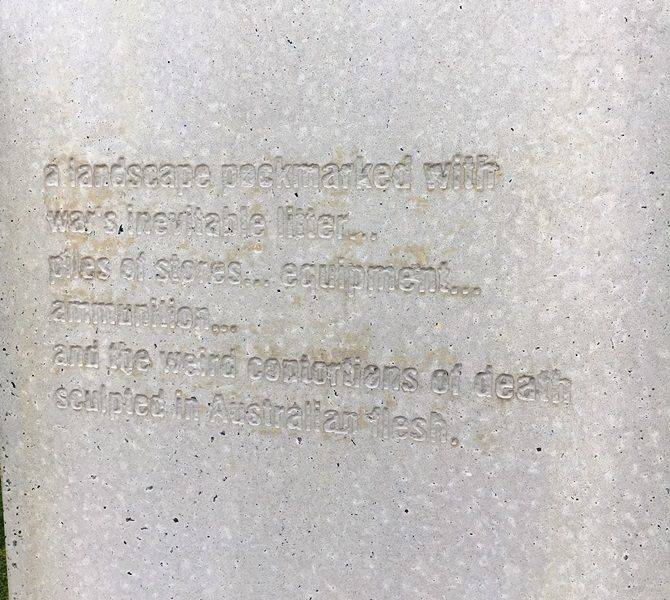 a landscape pockmarked with
war's inevitable litter...
piles of stores... equipment...
ammunition...
and the weird contortions of death
sculpted in Australian flesh.